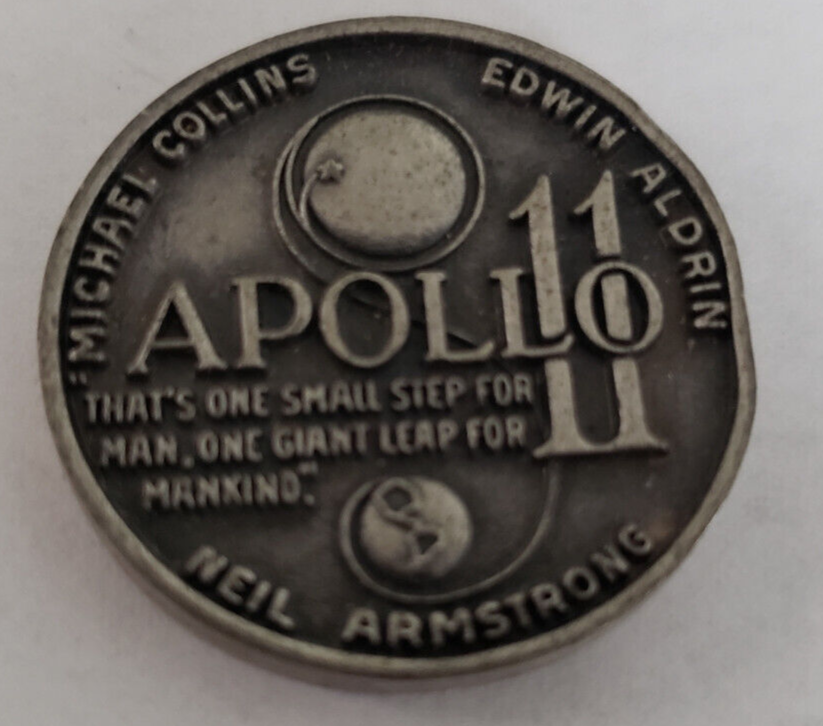 MICHAEL COLLINS
EDWIN ALDRIN
11
APOLLO
"THAT'S ONE SMALL STEP FOR
MAN, ONE GIANT LEAP FOR
MANKIND."
NEIL ARMSTRONG